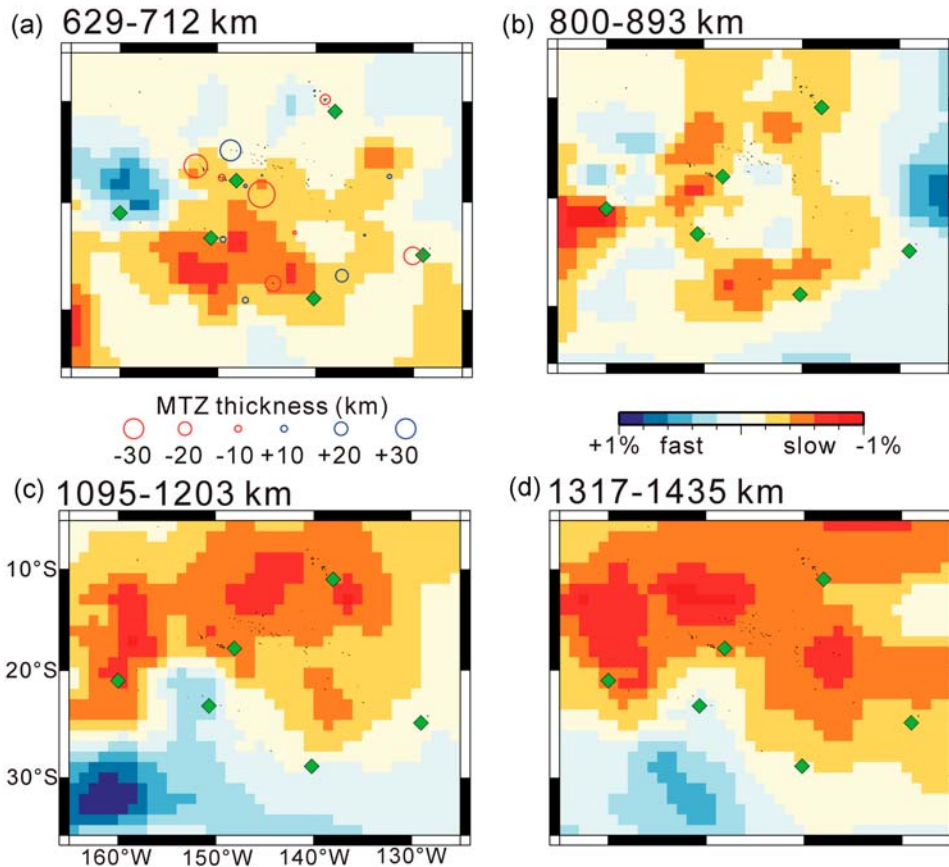 (a) 629-712 km
(b) 800-893 km
MTZ thickness (km)
-30 -20 -10 +10 +20 +30
+1% fast slow -1%
(c) 1095-1203 km
(d) 1317-1435 km
10°S
20°S
30°S
160°W 150°W 140°W 130°W